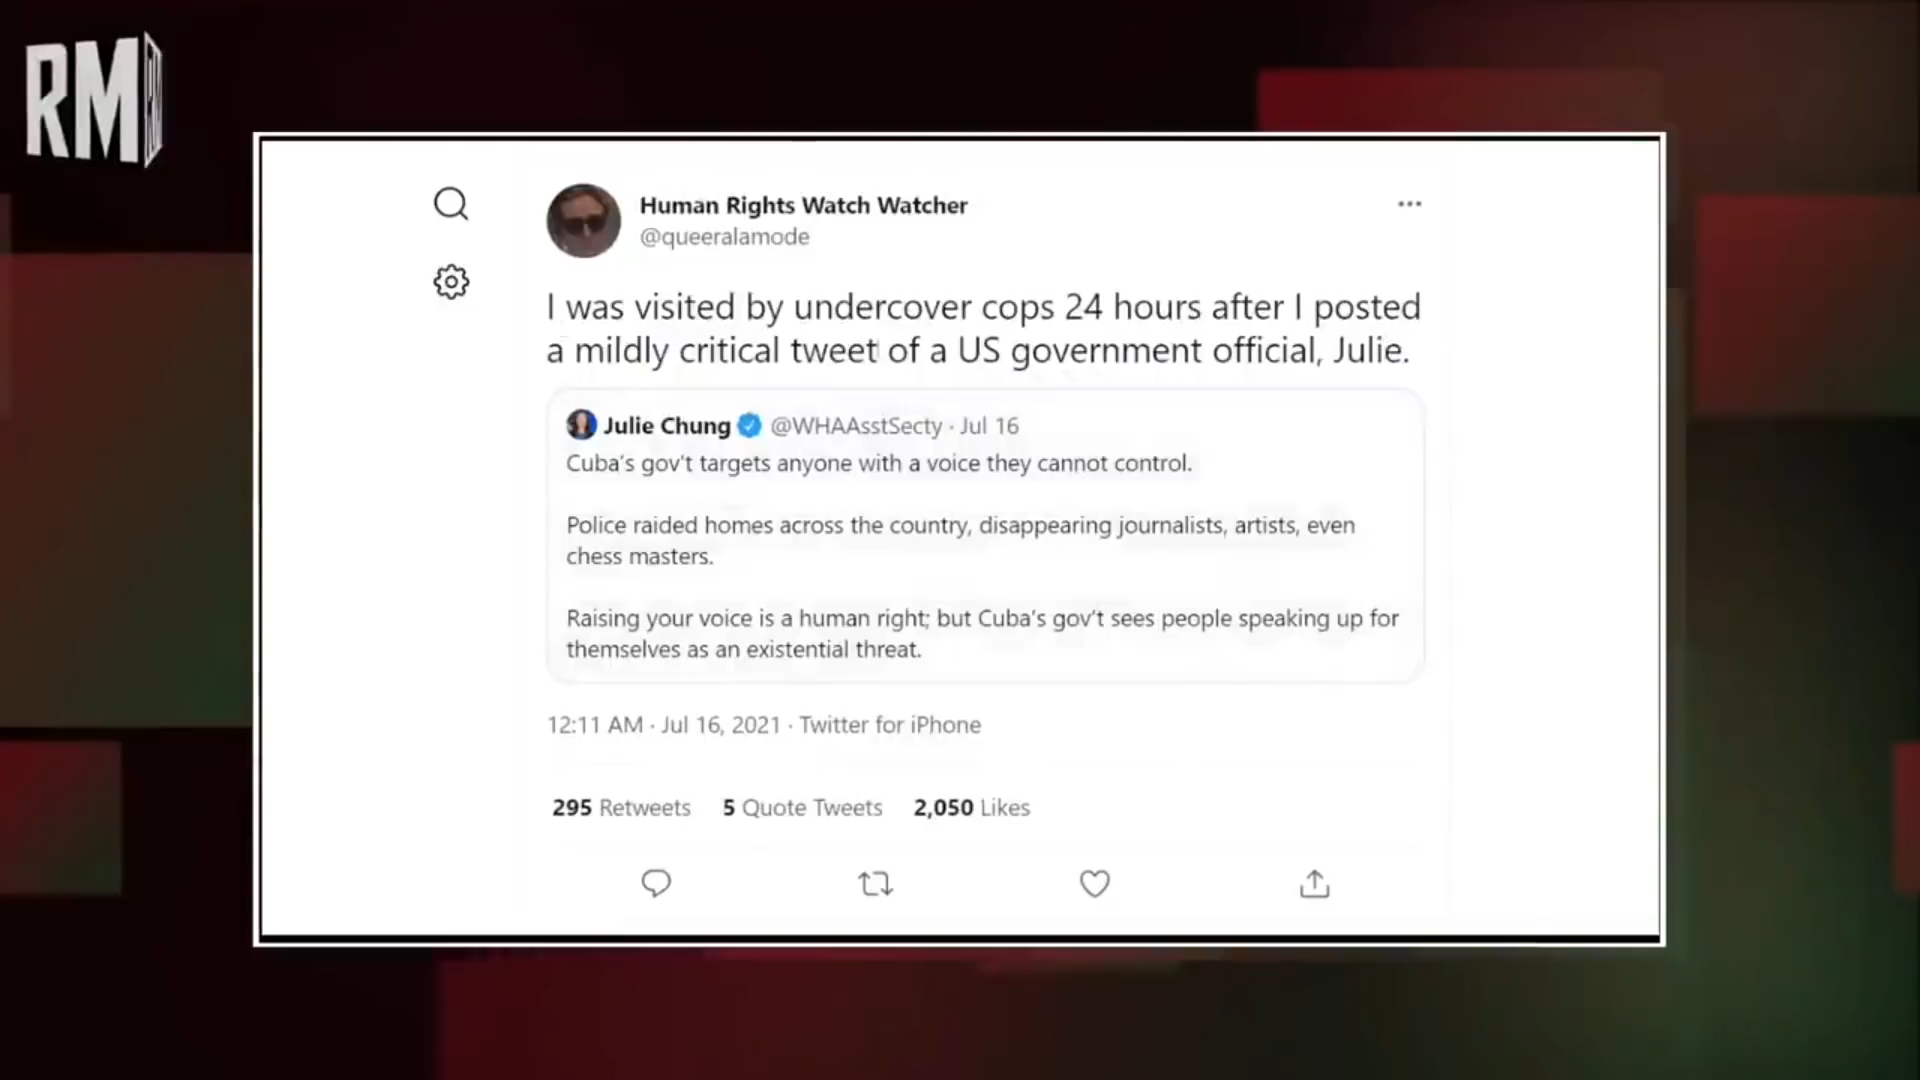 RM
RM
Human Rights Watch Watcher
@queeralamode
I was visited by undercover cops 24 hours after I posted
a mildly critical tweet of a US government official, Julie.
Julie Chung @WHAAsstSecty · Jul 16
Cuba's gov't targets anyone with a voice they cannot control.
Police raided homes across the country, disappearing journalists, artists, even
chess masters.
Raising your voice is a human right; but Cuba's gov't sees people speaking up for
themselves as an existential threat.
12:11 AM · Jul 16, 2021 · Twitter for iPhone
295 Retweets 5 Quote Tweets 2,050 Likes